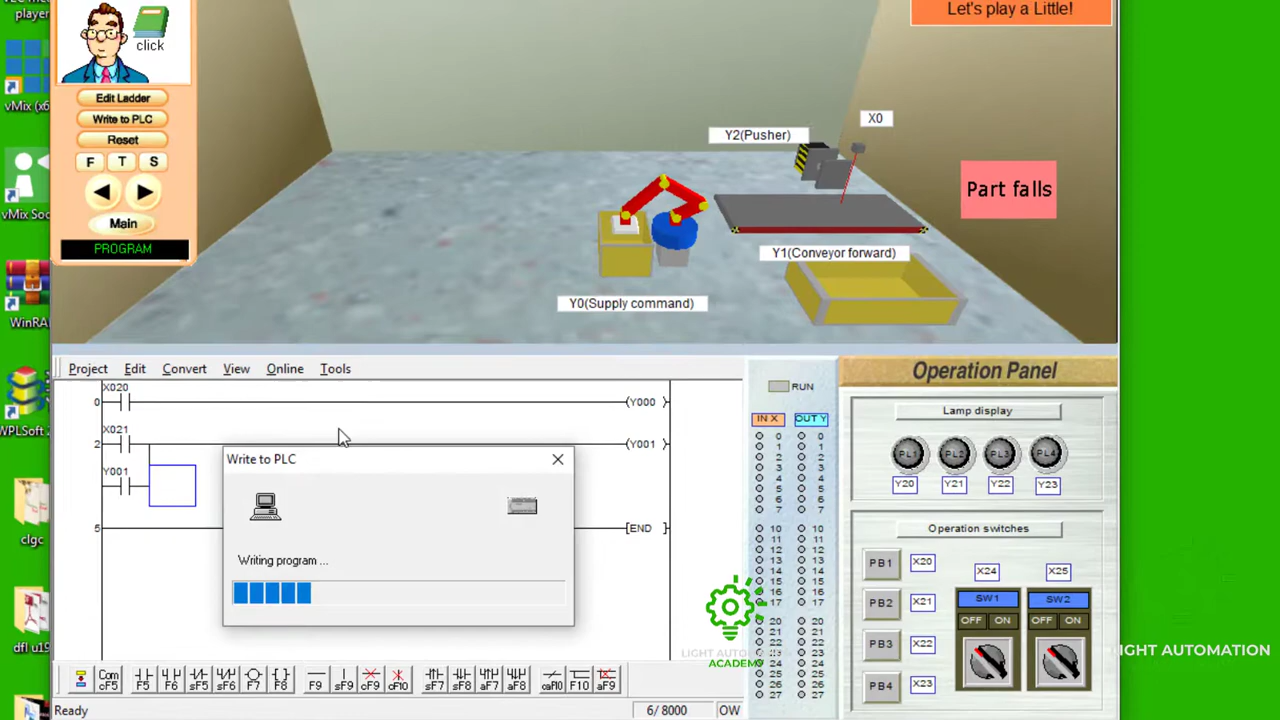 player
vMix (x6
vMix Soc
WinRA
WPLSoft 2
clgc
dfl u19
click
Edit Ladder
Write to PLC
Reset
F T S
Main
PROGRAM
Let's play a Little!
X0
Y2(Pusher)
Part falls
Y1(Conveyor forward)
Y0(Supply command)
Project Edit Convert View Online Tools
X020
0 (Y000 )
X021
2 (Y001 )
Y001
5 [END ]
Write to PLC
Writing program ...
RUN
IN X OUT Y
0 0
1 1
2 2
3 3
4 4
5 5
6 6
7 7
10 10
11 11
12 12
13 13
14 14
15 15
16 16
17 17
20 20
21 21
22 22
23 23
24 24
25 25
26 26
27 27
Operation Panel
Lamp display
PL1 PL2 PL3 PL4
Y20 Y21 Y22 Y23
Operation switches
PB1 X20
PB2 X21
PB3 X22
PB4 X23
X24 X25
SW1 SW2
OFF ON OFF ON
LIGHT AUTOMATION
ACADEMY
IGHT AUTOMATION
Com
cF5 F5 F6 sF5 sF6 F7 F8 F9 sF9 cF9 cF10 sF7 sF8 aF7 aF8 caF10 F10 aF9
Ready 6/ 8000 OW